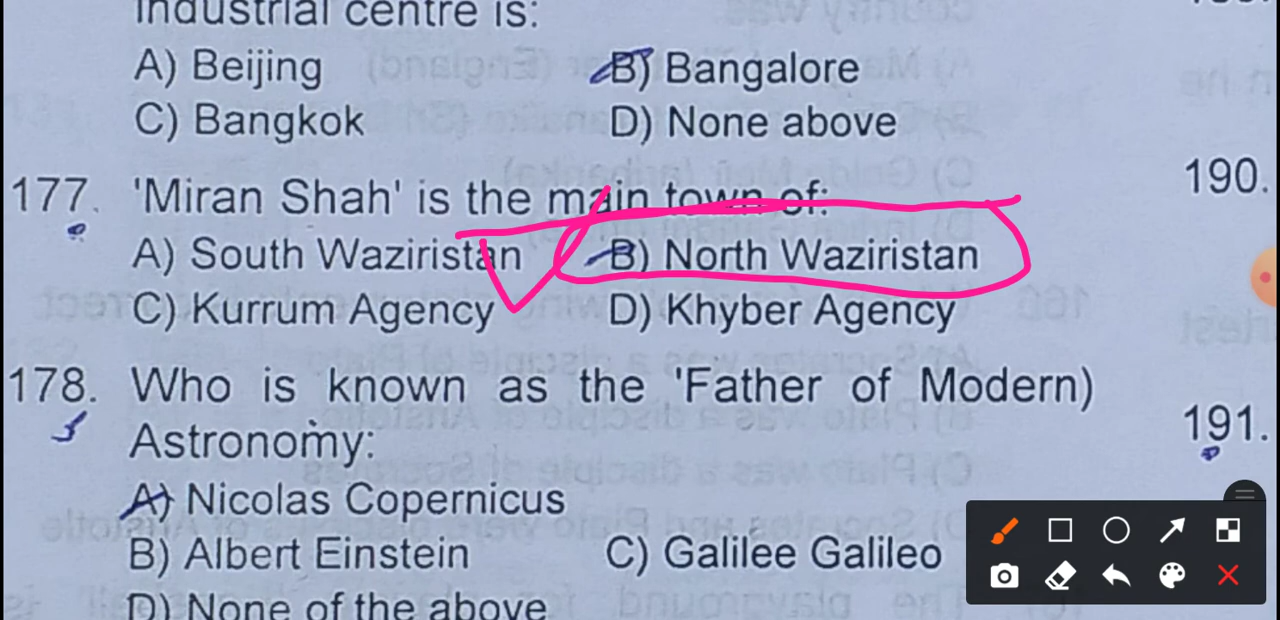 industrial centre is:
A) Beijing B) Bangalore
C) Bangkok D) None above
177. 'Miran Shah' is the main town of:
A) South Waziristan B) North Waziristan
C) Kurrum Agency D) Khyber Agency
178. Who is known as the 'Father of Modern)
Astronomy:
A) Nicolas Copernicus
B) Albert Einstein C) Galilee Galileo
D) None of the above
190.
191.